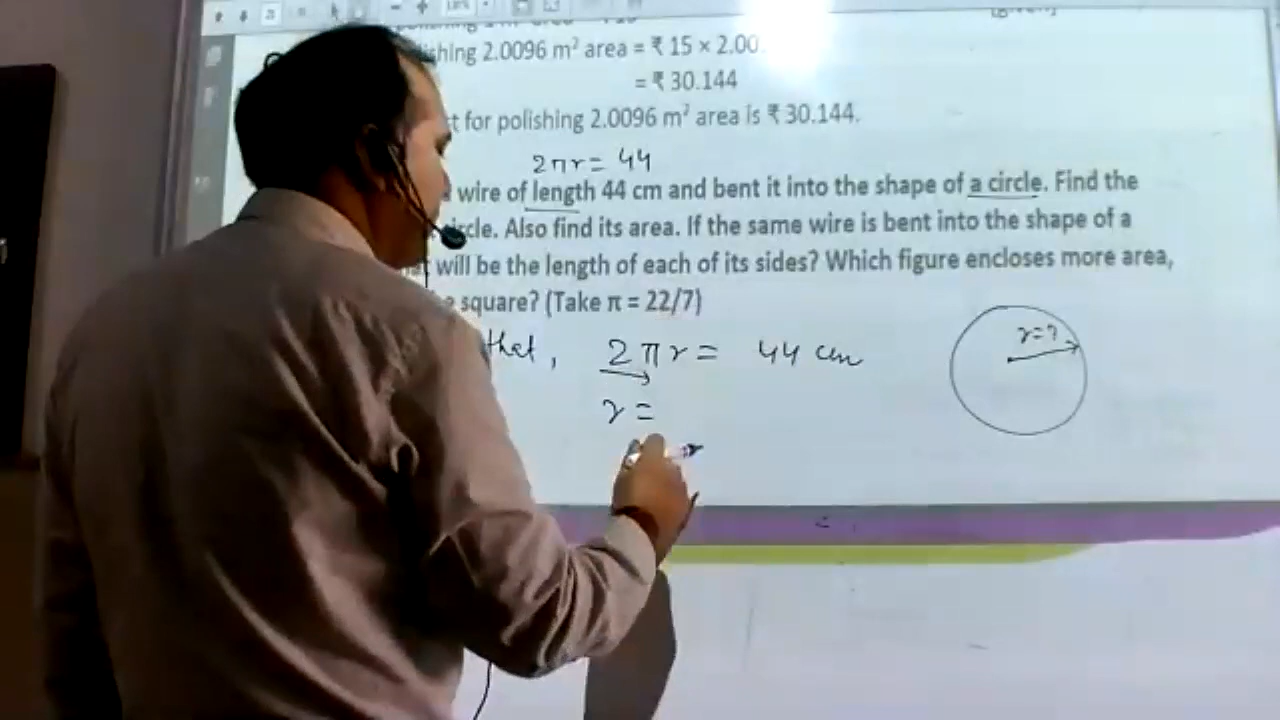 shing 2.0096 m² area = ₹ 15 × 2.00
= ₹ 30.144
t for polishing 2.0096 m² area is ₹ 30.144.
2πr = 44
wire of length 44 cm and bent it into the shape of a circle. Find the
rcle. Also find its area. If the same wire is bent into the shape of a
will be the length of each of its sides? Which figure encloses more area,
square? (Take π = 22/7)
that, 2πr = 44 cm
r = ?
r =